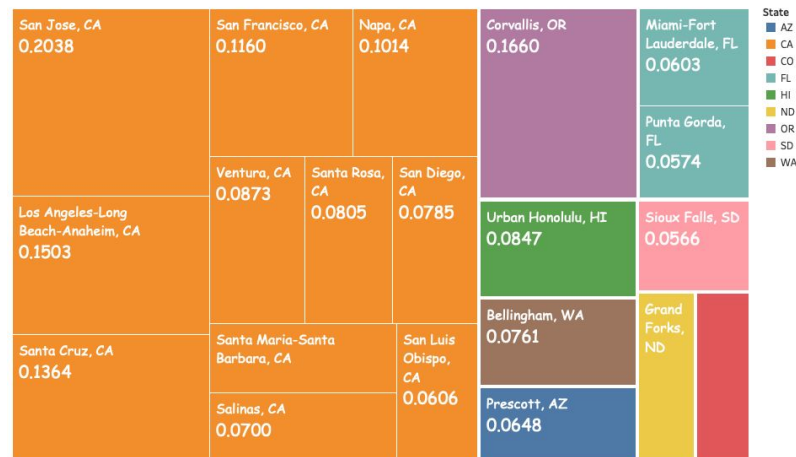 San Jose, CA
0.2038
San Francisco, CA
0.1160
Napa, CA
0.1014
Corvallis, OR
0.1660
Miami-Fort
Lauderdale, FL
0.0603
Punta Gorda,
FL
0.0574
Los Angeles-Long
Beach-Anaheim, CA
0.1503
Ventura, CA
0.0873
Santa Rosa,
CA
0.0805
San Diego,
CA
0.0785
Urban Honolulu, HI
0.0847
Sioux Falls, SD
0.0566
Santa Cruz, CA
0.1364
Santa Maria-Santa
Barbara, CA
San Luis
Obispo,
CA
0.0606
Salinas, CA
0.0700
Bellingham, WA
0.0761
Prescott, AZ
0.0648
Grand
Forks,
ND
State
AZ
CA
CO
FL
HI
ND
OR
SD
WA